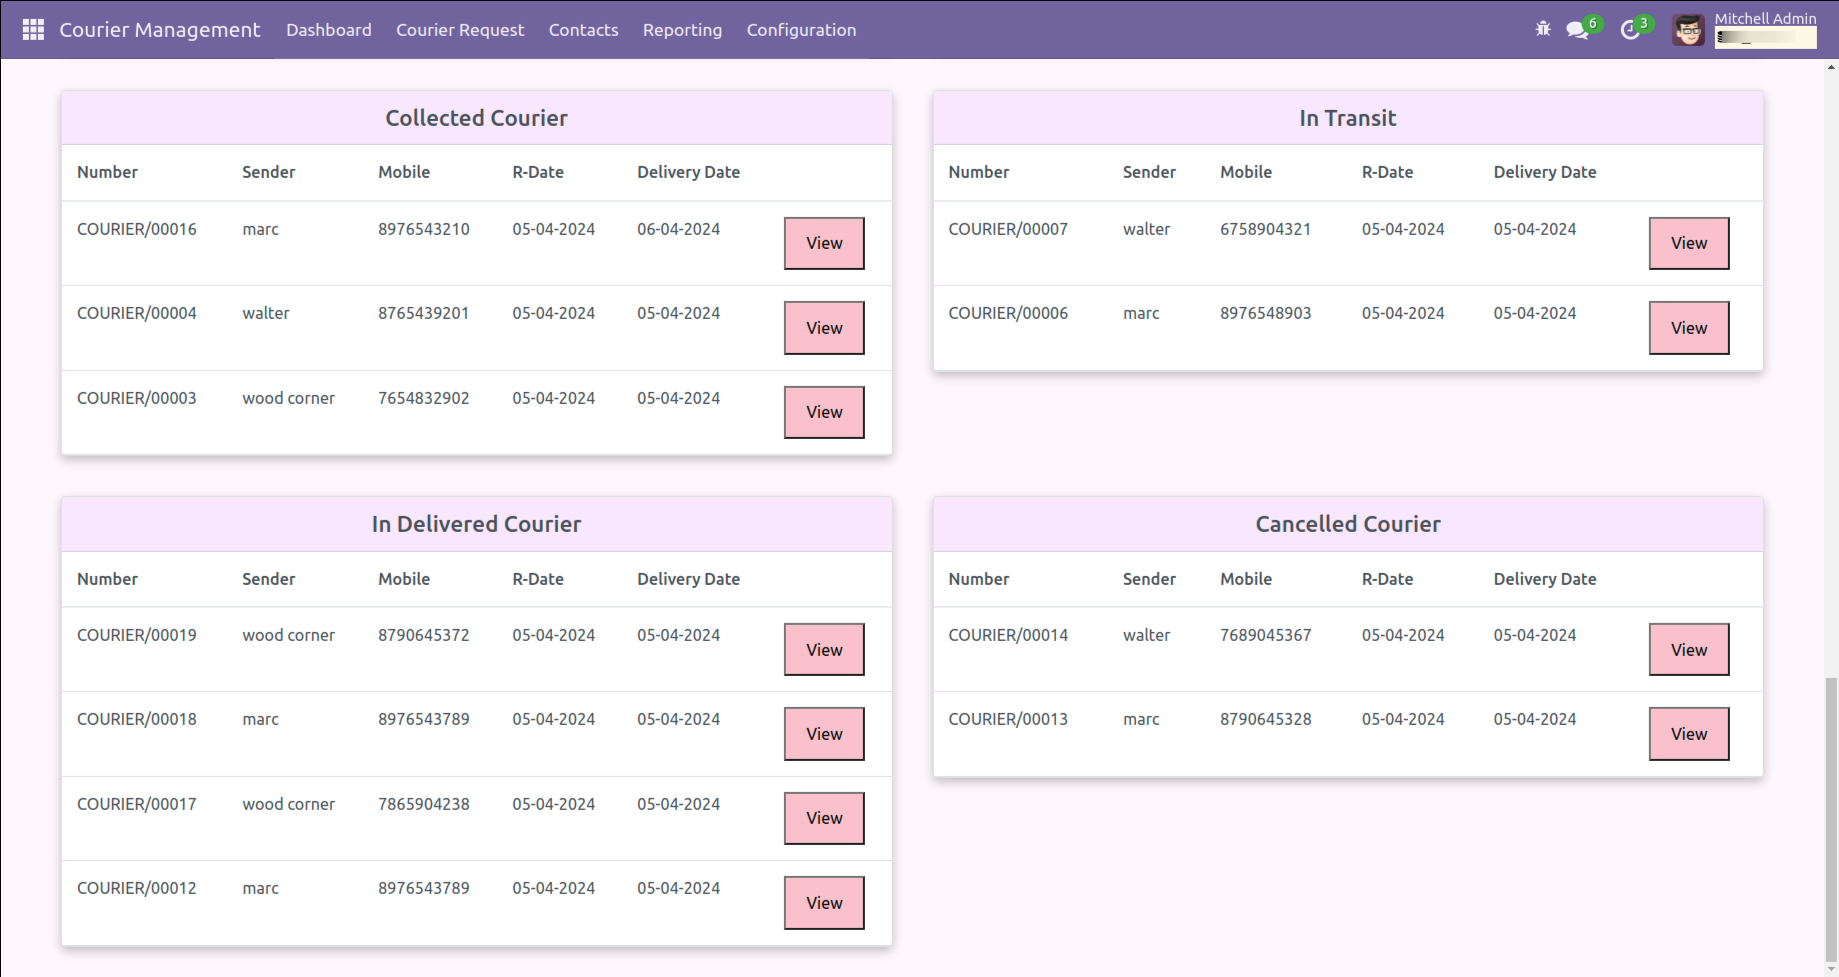 Courier Management Dashboard Courier Request Contacts Reporting Configuration 6 3 Mitchell Admin
Collected Courier
Number Sender Mobile R-Date Delivery Date
COURIER/00016 marc 8976543210 05-04-2024 06-04-2024 View
COURIER/00004 walter 8765439201 05-04-2024 05-04-2024 View
COURIER/00003 wood corner 7654832902 05-04-2024 05-04-2024 View
In Transit
Number Sender Mobile R-Date Delivery Date
COURIER/00007 walter 6758904321 05-04-2024 05-04-2024 View
COURIER/00006 marc 8976548903 05-04-2024 05-04-2024 View
In Delivered Courier
Number Sender Mobile R-Date Delivery Date
COURIER/00019 wood corner 8790645372 05-04-2024 05-04-2024 View
COURIER/00018 marc 8976543789 05-04-2024 05-04-2024 View
COURIER/00017 wood corner 7865904238 05-04-2024 05-04-2024 View
COURIER/00012 marc 8976543789 05-04-2024 05-04-2024 View
Cancelled Courier
Number Sender Mobile R-Date Delivery Date
COURIER/00014 walter 7689045367 05-04-2024 05-04-2024 View
COURIER/00013 marc 8790645328 05-04-2024 05-04-2024 View